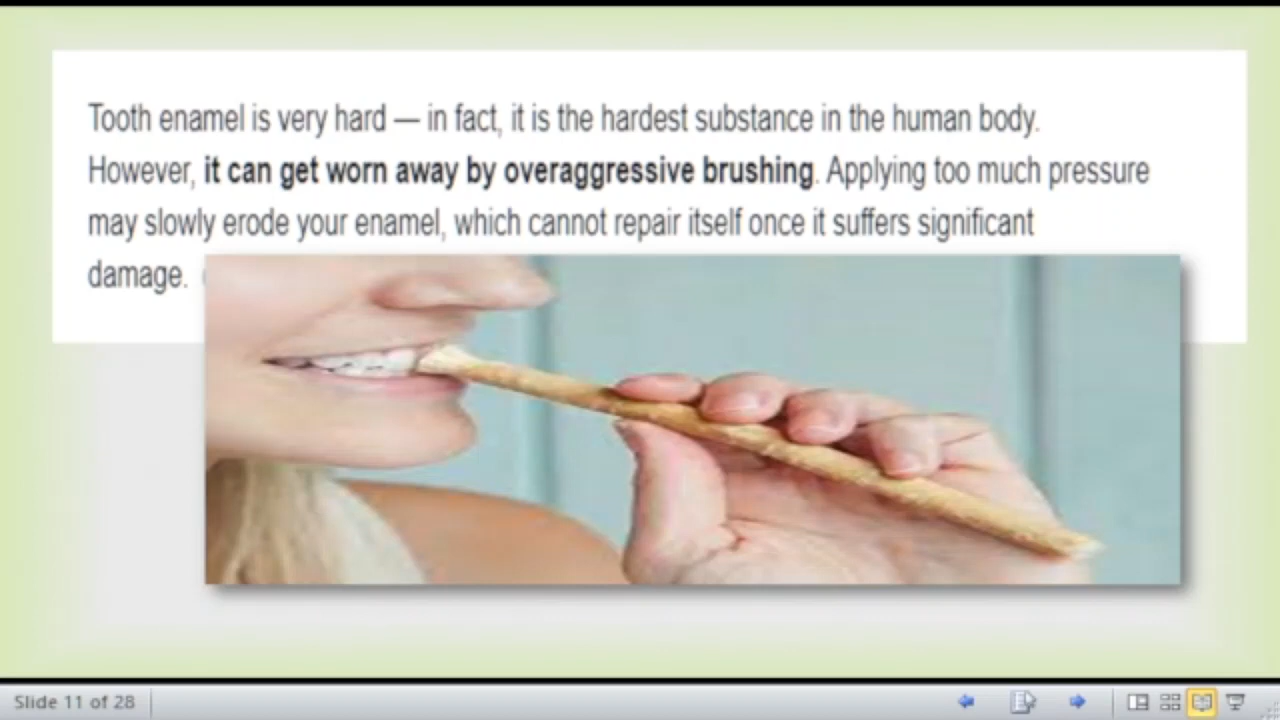 Tooth enamel is very hard — in fact, it is the hardest substance in the human body.
However, it can get worn away by overaggressive brushing. Applying too much pressure
may slowly erode your enamel, which cannot repair itself once it suffers significant
damage.
Slide 11 of 28